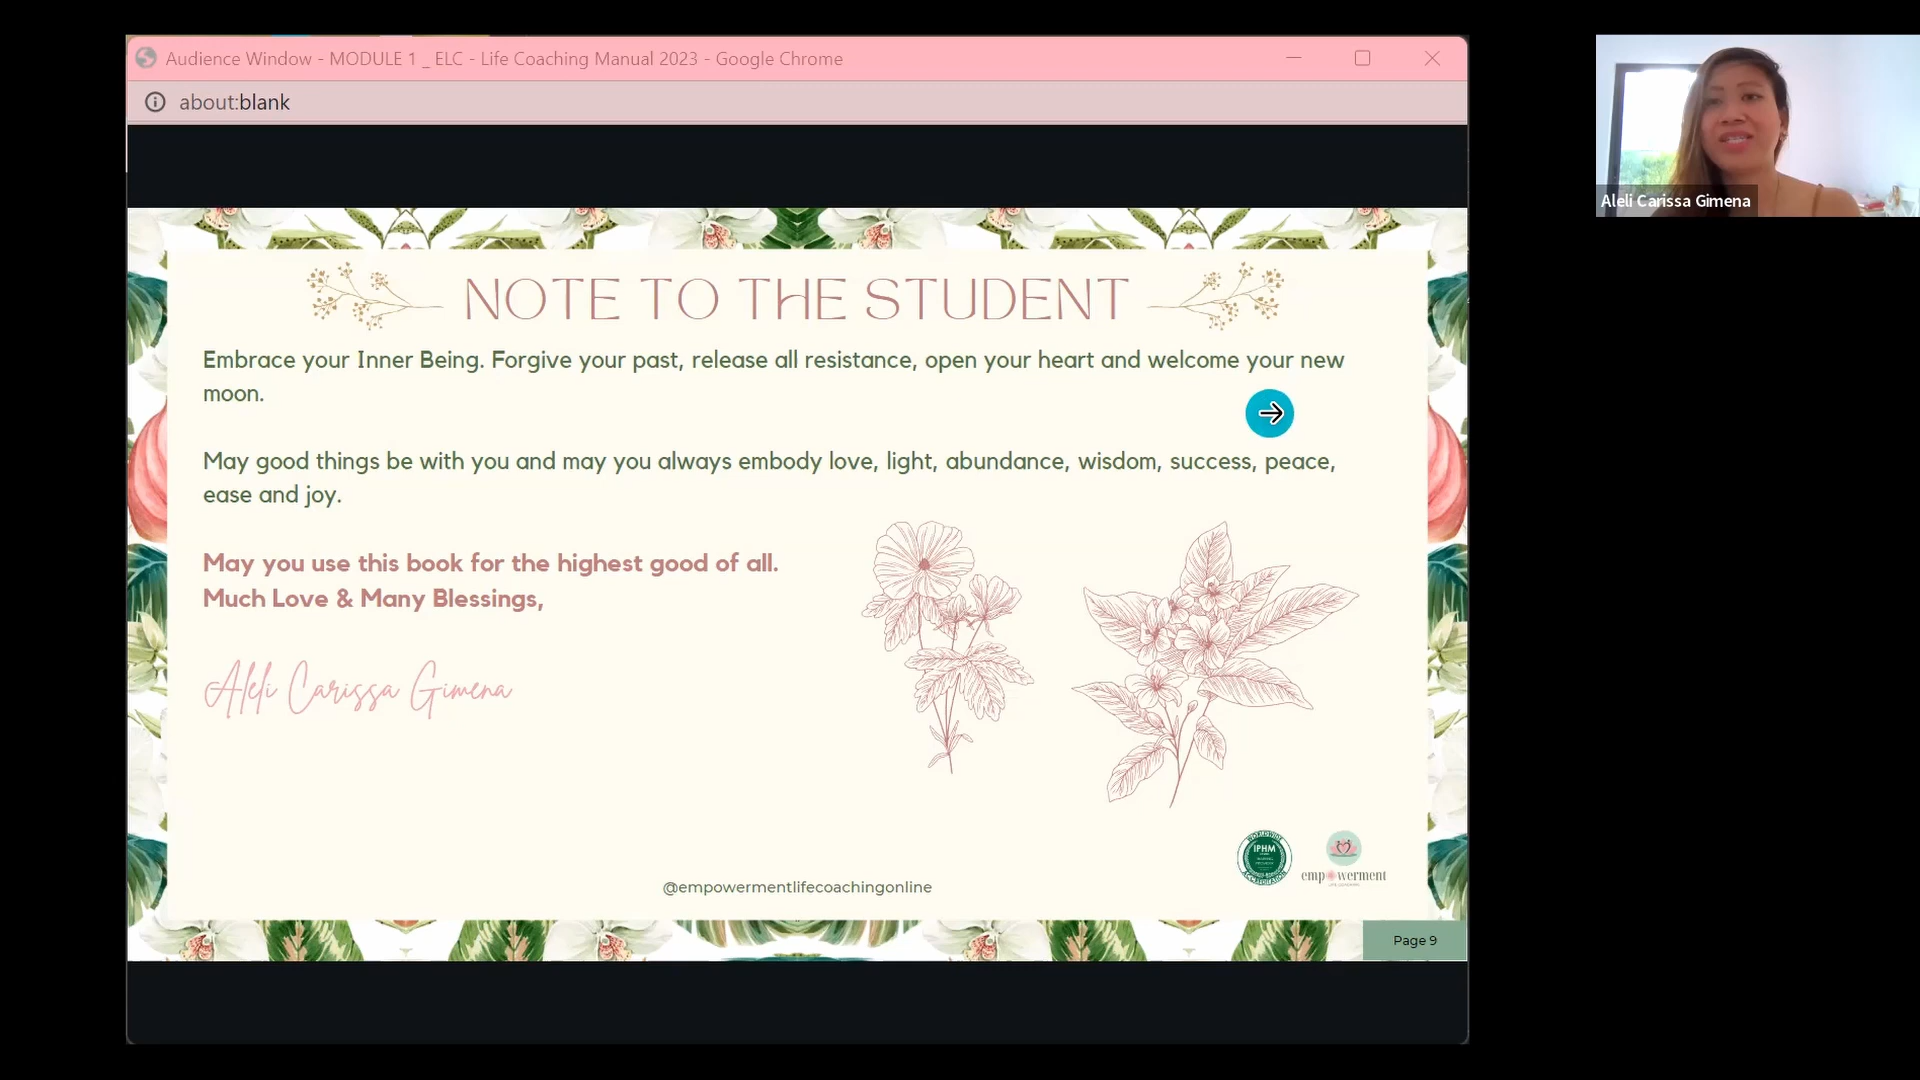 Audience Window - MODULE 1 _ ELC - Life Coaching Manual 2023 - Google Chrome
about:blank
Aleli Carissa Gimena
NOTE TO THE STUDENT
Embrace your Inner Being. Forgive your past, release all resistance, open your heart and welcome your new
moon.
May good things be with you and may you always embody love, light, abundance, wisdom, success, peace,
ease and joy.
May you use this book for the highest good of all.
Much Love & Many Blessings,
Aleli Carissa Gimena
WORLDWIDE
IPHM
ACCREDITATION
empowerment
@empowermentlifecoachingonline
Page 9